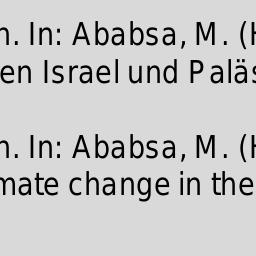 n. In: Ababsa, M. (H
en Israel und Paläs
n. In: Ababsa, M. (H
mate change in the